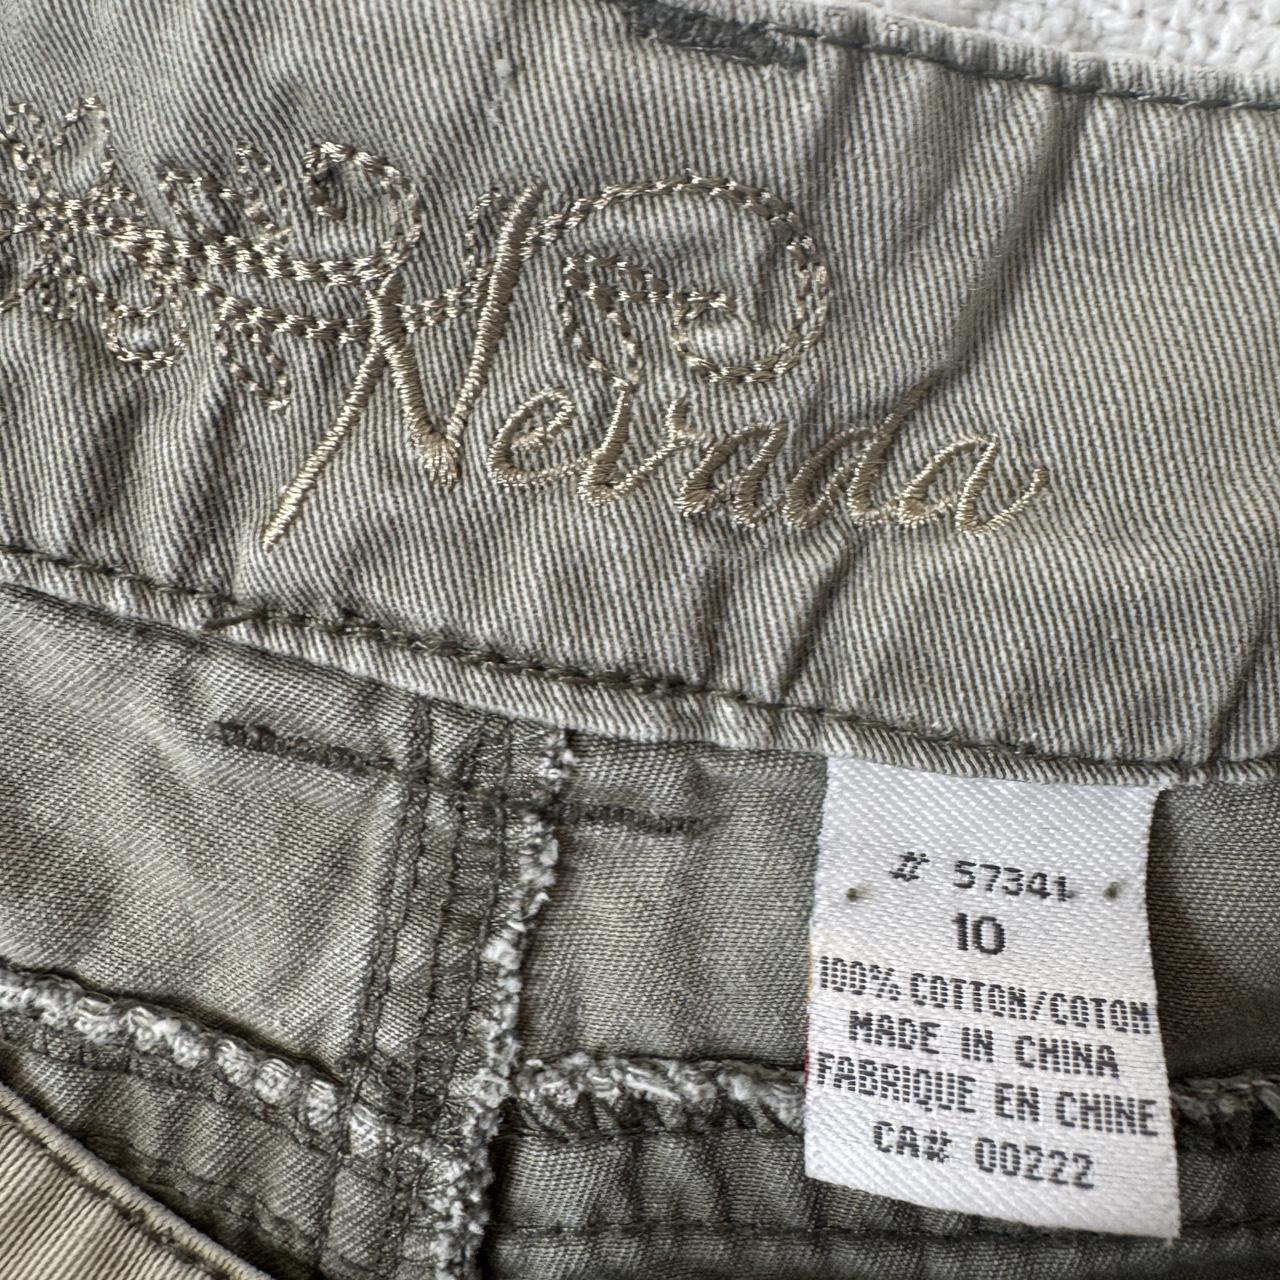 Nevada
# 57341
10
100% COTTON/COTON
MADE IN CHINA
FABRIQUE EN CHINE
CA# 00222